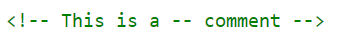 <!-- This is a -- comment -->